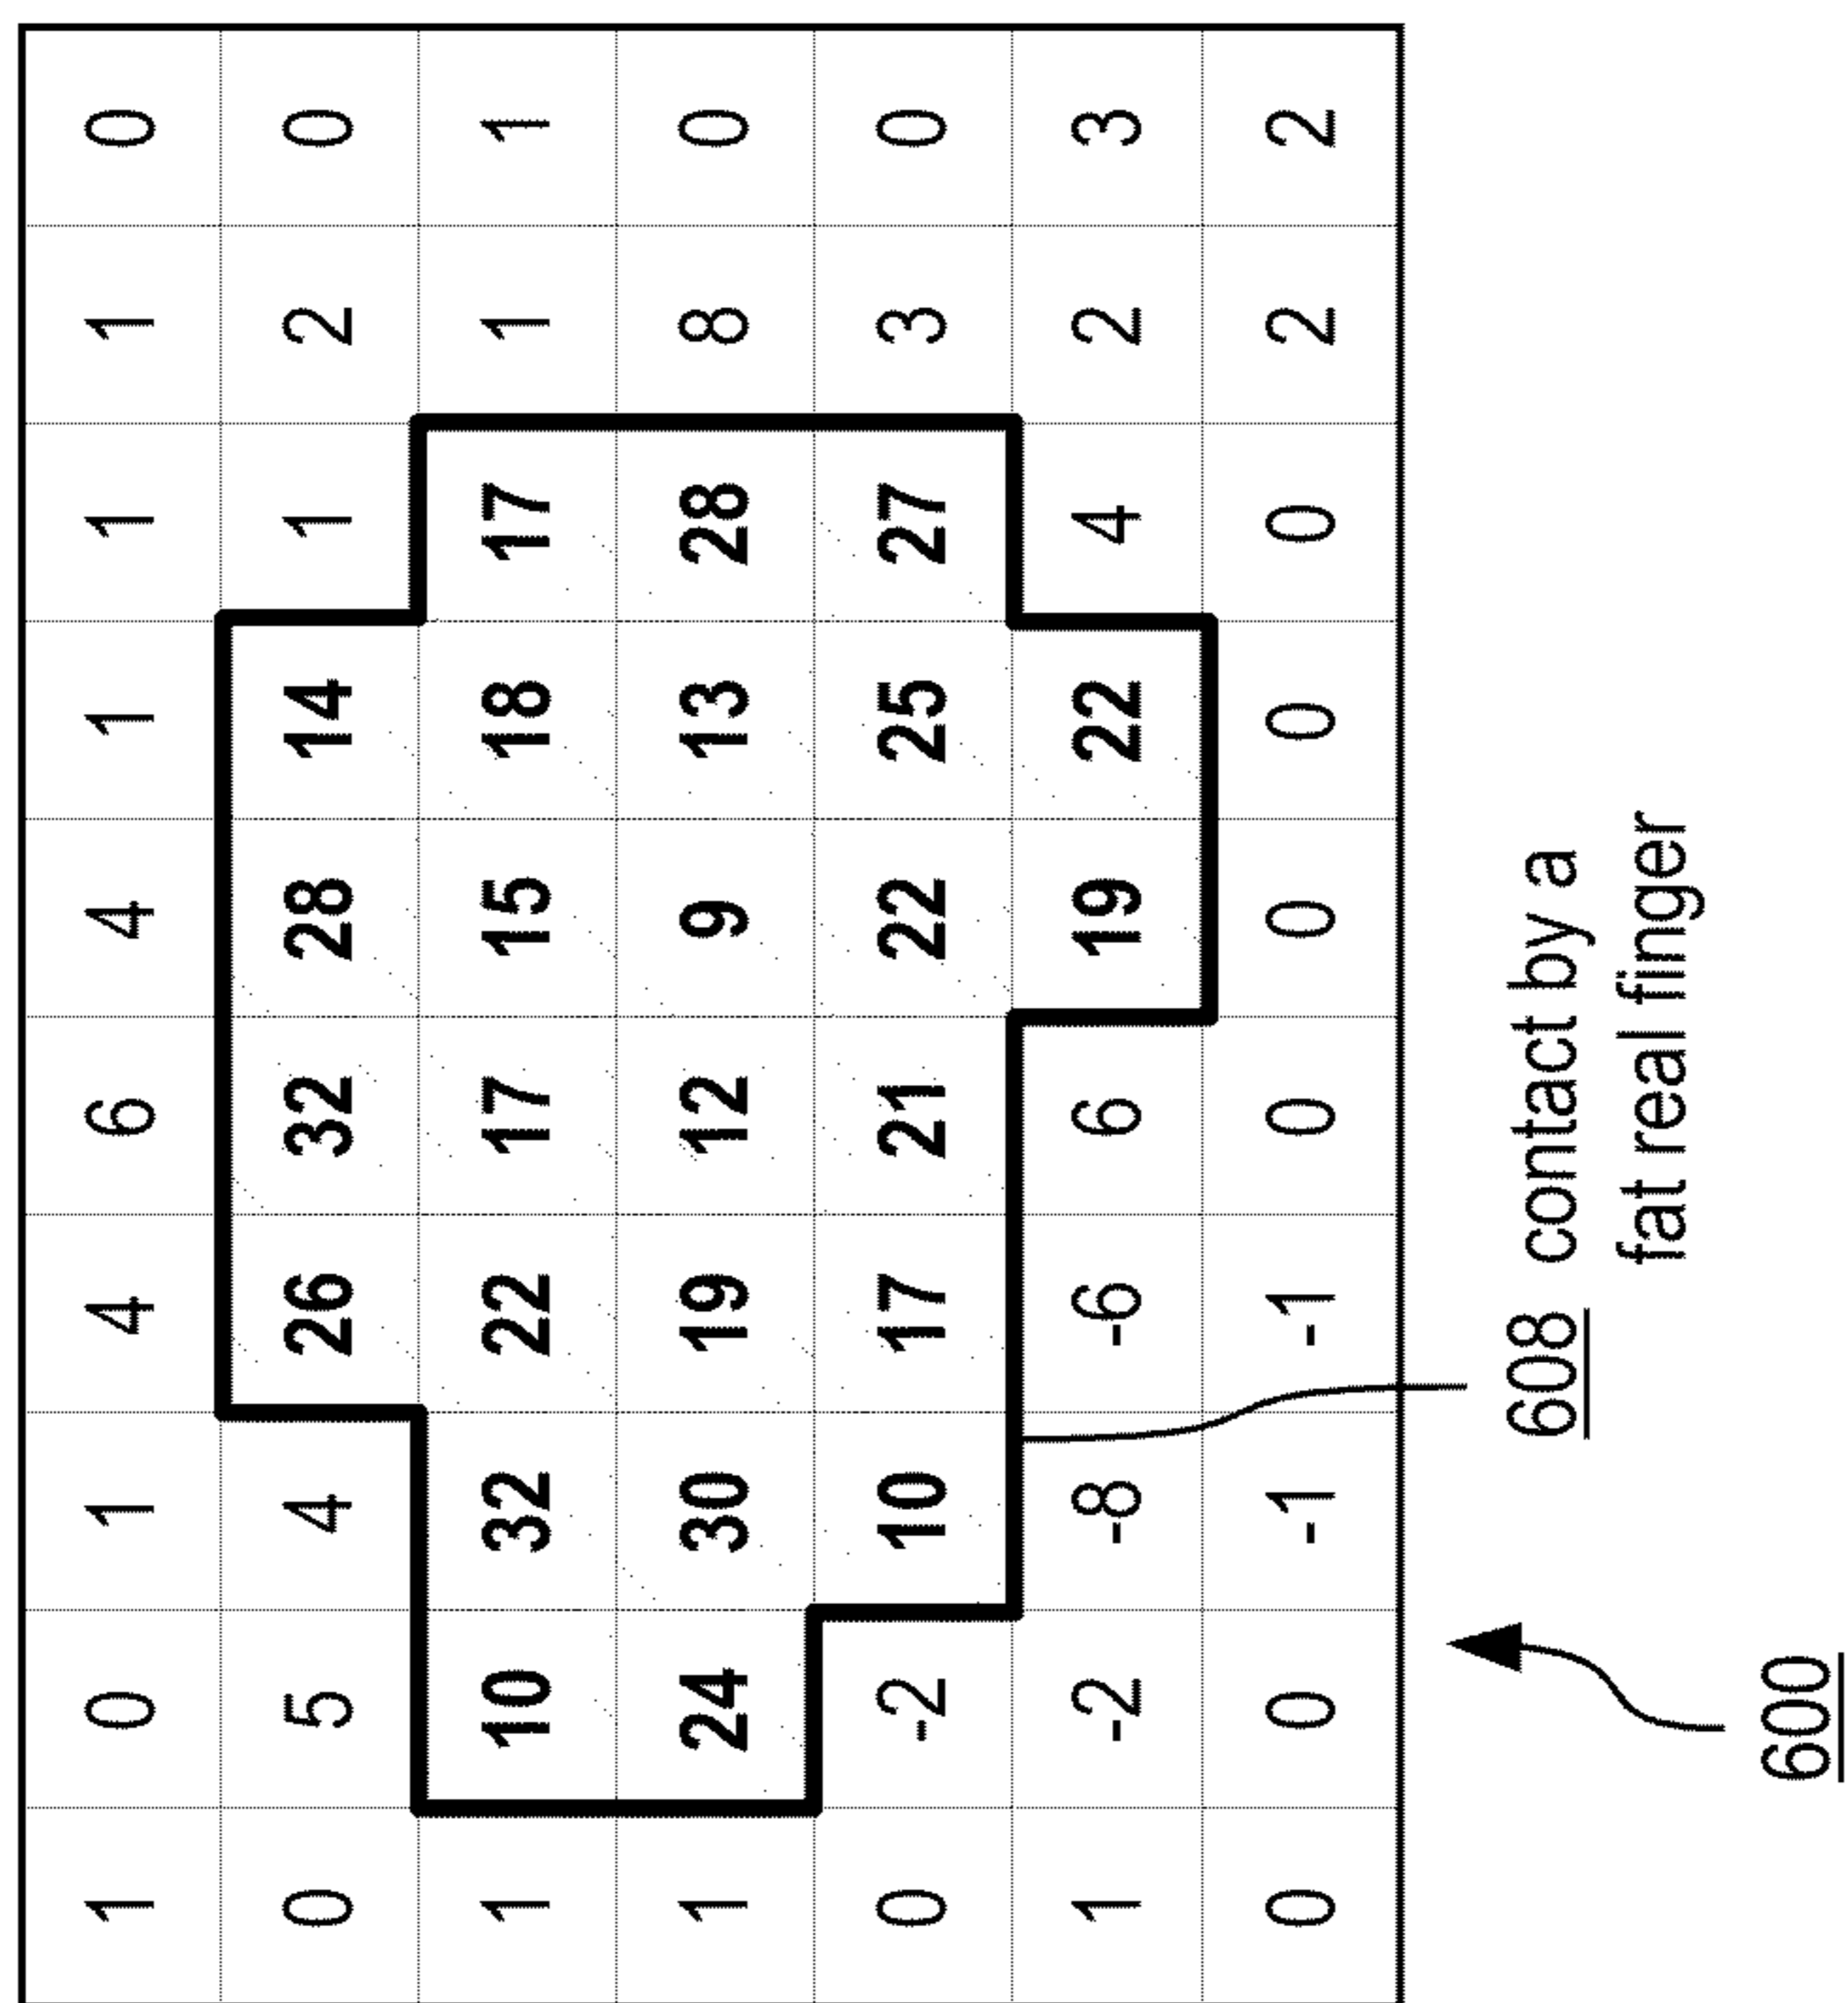 1 0 1 4 6 4 1 1 1 0
0 5 4 26 32 28 14 1 2 0
1 10 32 22 17 15 18 17 1 1
1 24 30 19 12 9 13 28 8 0
0 -2 10 17 21 22 25 27 3 0
1 -2 -8 -6 6 19 22 4 2 3
0 0 -1 -1 0 0 0 0 2 2
608 contact by a
fat real finger
600